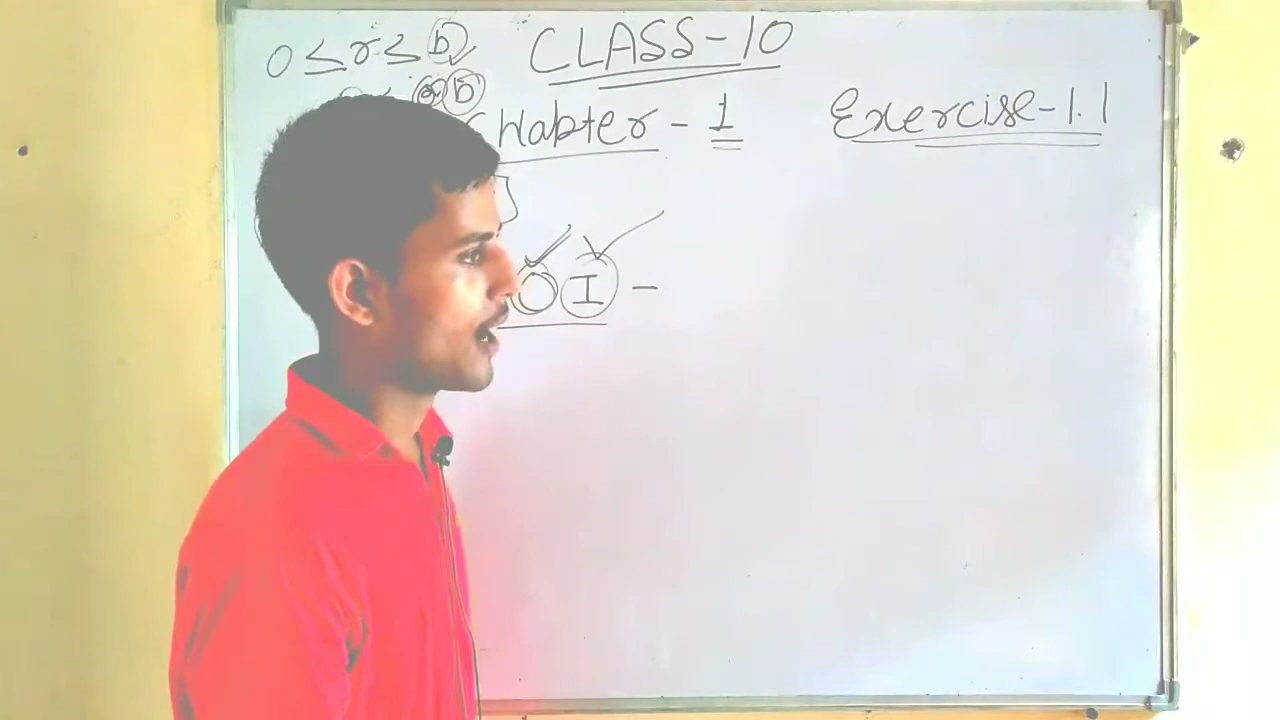 0 ≤ r ≤ b CLASS-10
b
Chapter - 1 Exercise-1.1
O I -